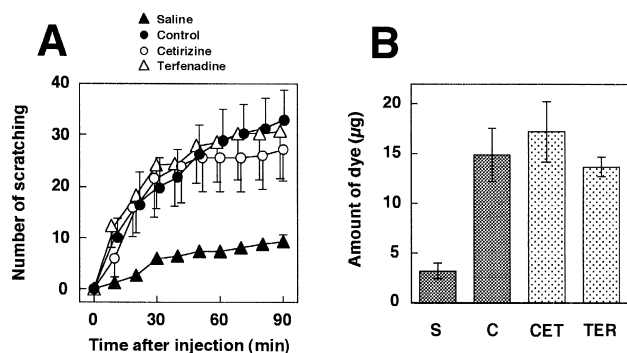 A
Saline
Control
Cetirizine
Terfenadine
Number of scratching
40
30
20
10
0
0 30 60 90
Time after injection (min)
B
Amount of dye (µg)
20
15
10
5
0
S C CET TER